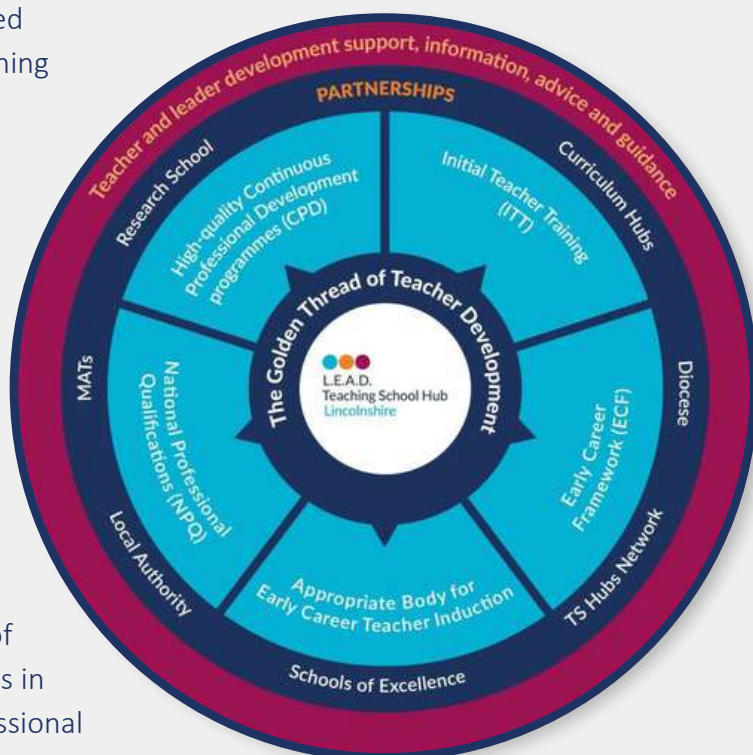 of
s in
ssional
Teacher and leader development support, information, advice and guidance
PARTNERSHIPS
Research School
Curriculum Hubs
MATs
Diocese
Local Authority
TS Hubs Network
Schools of Excellence
High-quality Continuous
Professional Development
programmes (CPD)
Initial Teacher Training
(ITT)
National Professional
Qualifications (NPQ)
Early Career
Framework (ECF)
Appropriate Body for
Early Career Teacher Induction
The Golden Thread of Teacher Development
L.E.A.D.
Teaching School Hub
Lincolnshire